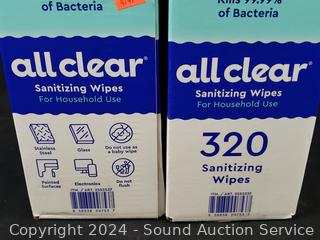 of Bacteria
all clear®
Sanitizing Wipes
For Household Use
Stainless
Steel
Glass
Do not use as
a baby wipe
Painted
Surfaces
Electronics
Do not
flush
Kills 99.99%
of Bacteria
all clear®
Sanitizing Wipes
For Household Use
320
Sanitizing
Wipes
Copyright 2024 - Sound Auction Service